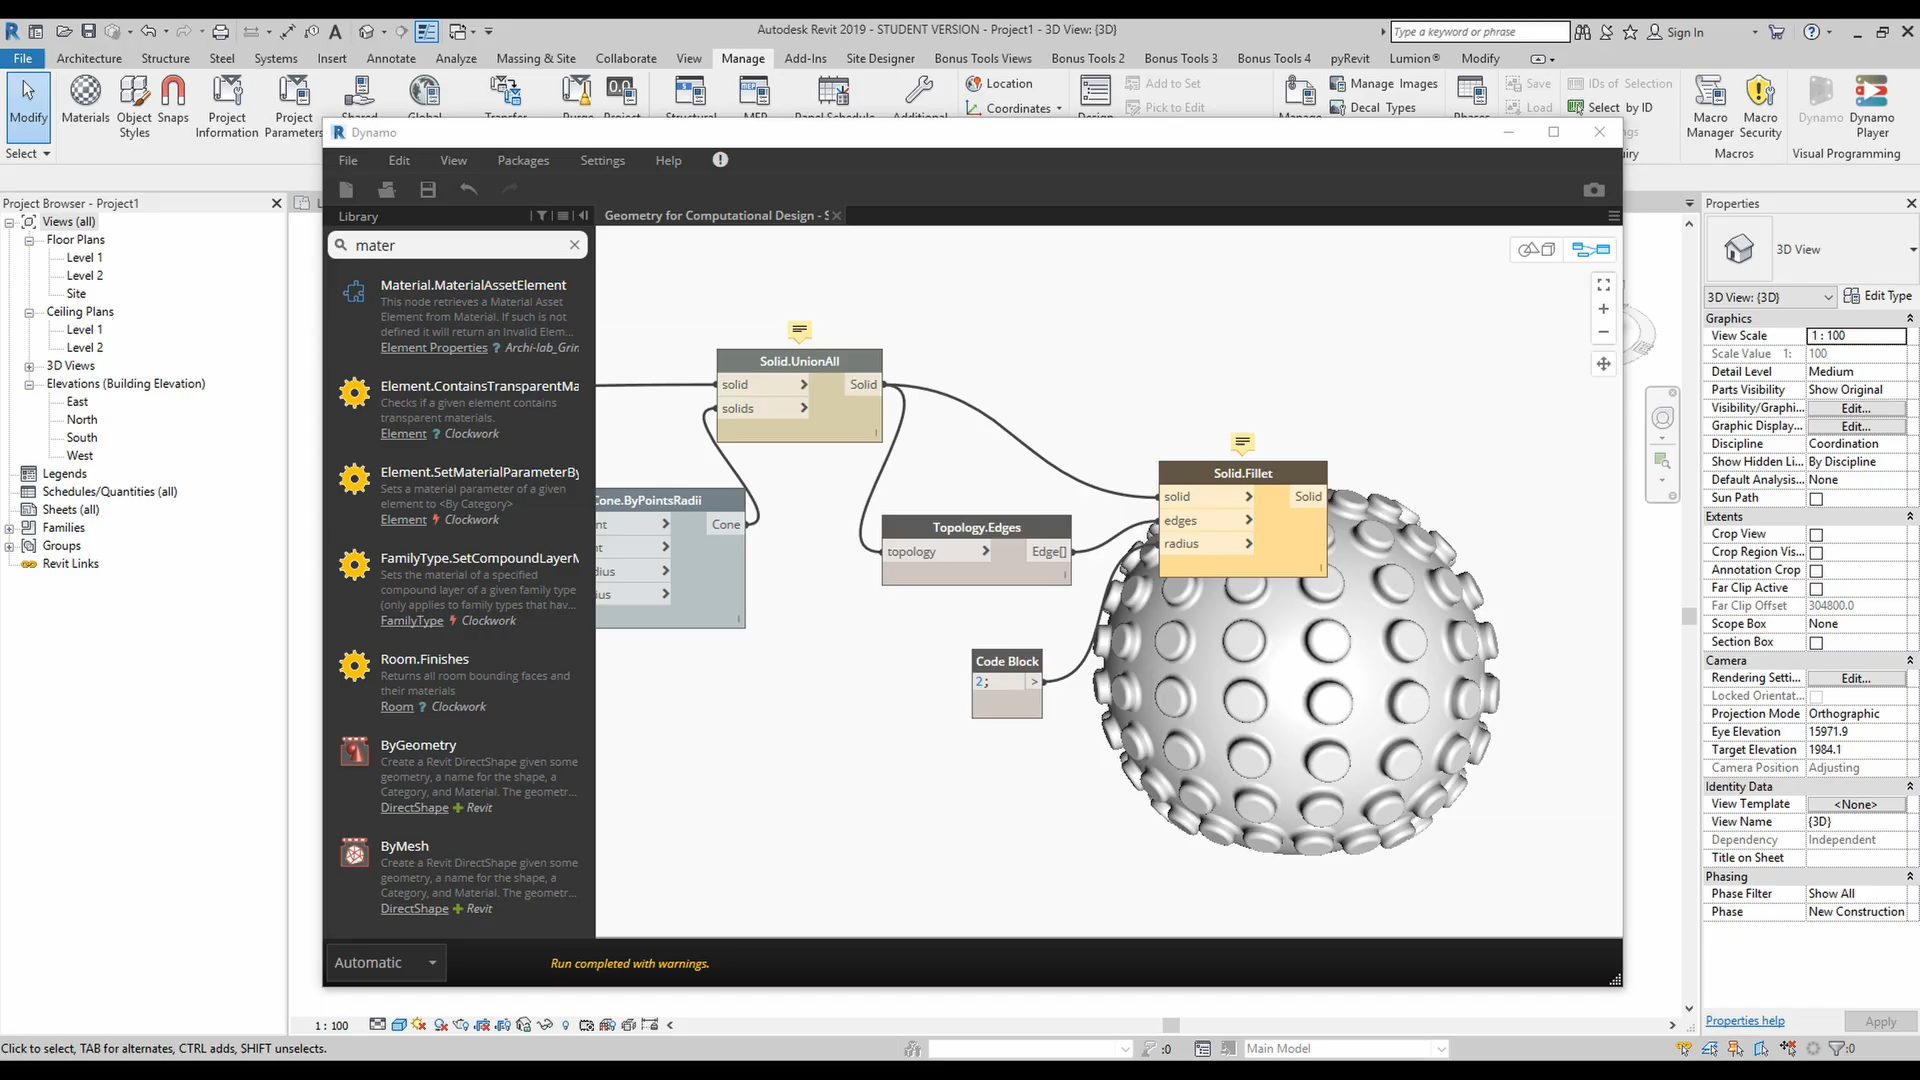 Autodesk Revit 2019 - STUDENT VERSION - Project1 - 3D View: {3D}
Type a keyword or phrase
Sign In
File Architecture Structure Steel Systems Insert Annotate Analyze Massing & Site Collaborate View Manage Add-Ins Site Designer Bonus Tools Views Bonus Tools 2 Bonus Tools 3 Bonus Tools 4 pyRevit Lumion® Modify
Modify
Materials
Object Styles
Snaps
Project Information
Project Parameters
Location
Coordinates
Add to Set
Pick to Edit
Manage Images
Decal Types
Save
Load
IDs of Selection
Select by ID
Macro Manager
Macro Security
Dynamo
Dynamo Player
Select
Macros
Visual Programming
Dynamo
File Edit View Packages Settings Help
Library
Geometry for Computational Design - S
mater
Material.MaterialAssetElement
This node retrieves a Material Asset
Element from Material. If such is not
defined it will return an Invalid Elem...
Element Properties ? Archi-lab_Grin
Element.ContainsTransparentMa
Checks if a given element contains
transparent materials.
Element ? Clockwork
Element.SetMaterialParameterBy
Sets a material parameter of a given
element to <By Category>
Element Clockwork
FamilyType.SetCompoundLayerM
Sets the material of a specified
compound layer of a given family type
(only applies to family types that hav...
FamilyType Clockwork
Room.Finishes
Returns all room bounding faces and
their materials
Room ? Clockwork
ByGeometry
Create a Revit DirectShape given some
geometry, a name for the shape, a
Category, and Material. The geometr...
DirectShape + Revit
ByMesh
Create a Revit DirectShape given some
geometry, a name for the shape, a
Category, and Material. The geometr...
DirectShape + Revit
Solid.UnionAll
solid > Solid
solids >
Cone.ByPointsRadii
nt > Cone
nt >
dius >
ius >
Topology.Edges
topology > Edge[]
Code Block
2; >
Solid.Fillet
solid > Solid
edges >
radius >
Automatic
Run completed with warnings.
Project Browser - Project1
Views (all)
Floor Plans
Level 1
Level 2
Site
Ceiling Plans
Level 1
Level 2
3D Views
Elevations (Building Elevation)
East
North
South
West
Legends
Schedules/Quantities (all)
Sheets (all)
Families
Groups
Revit Links
Properties
3D View
3D View: {3D}
Edit Type
Graphics
View Scale 1 : 100
Scale Value 1: 100
Detail Level Medium
Parts Visibility Show Original
Visibility/Graphi... Edit...
Graphic Display... Edit...
Discipline Coordination
Show Hidden Li... By Discipline
Default Analysis... None
Sun Path
Extents
Crop View
Crop Region Vis...
Annotation Crop
Far Clip Active
Far Clip Offset 304800.0
Scope Box None
Section Box
Camera
Rendering Setti... Edit...
Locked Orientat...
Projection Mode Orthographic
Eye Elevation 15971.9
Target Elevation 1984.1
Camera Position Adjusting
Identity Data
View Template <None>
View Name {3D}
Dependency Independent
Title on Sheet
Phasing
Phase Filter Show All
Phase New Construction
Properties help
Apply
1 : 100
Click to select, TAB for alternates, CTRL adds, SHIFT unselects.
:0
Main Model
:0